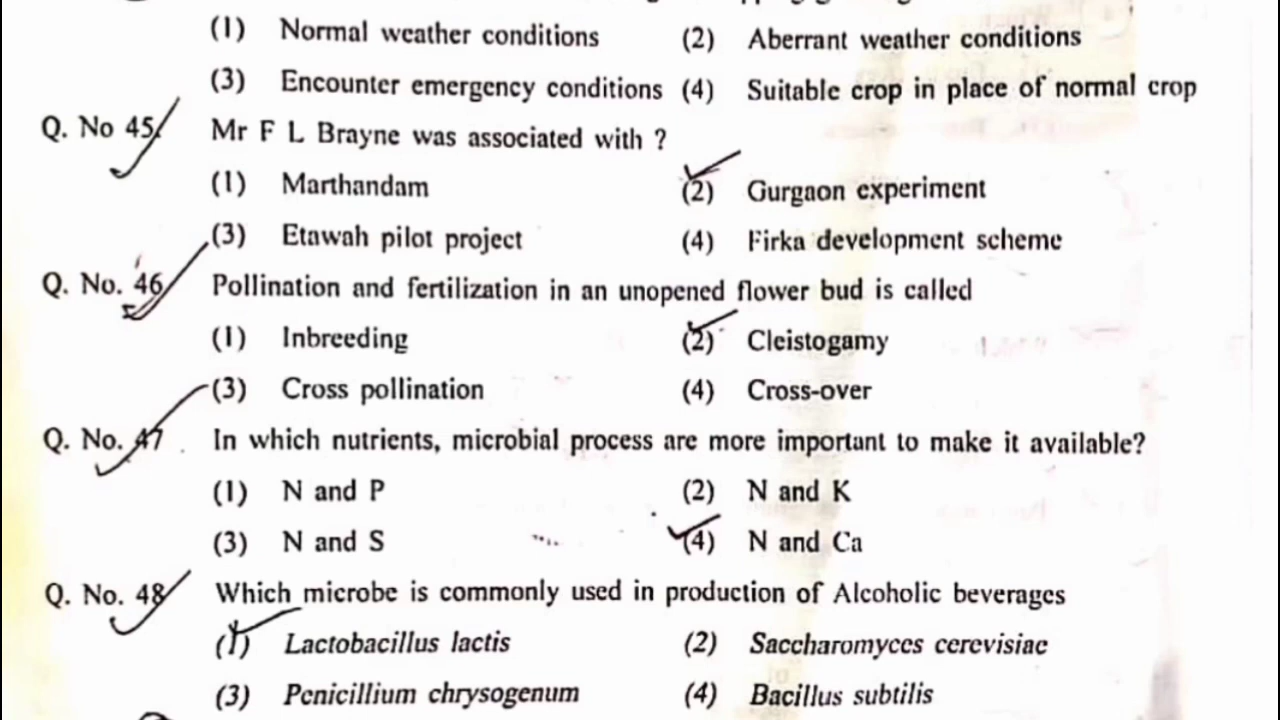 (1) Normal weather conditions (2) Aberrant weather conditions
(3) Encounter emergency conditions (4) Suitable crop in place of normal crop
Q. No 45 Mr F L Brayne was associated with ?
(1) Marthandam (2) Gurgaon experiment
(3) Etawah pilot project (4) Firka development scheme
Q. No. 46 Pollination and fertilization in an unopened flower bud is called
(1) Inbreeding (2) Cleistogamy
(3) Cross pollination (4) Cross-over
Q. No. 47 In which nutrients, microbial process are more important to make it available?
(1) N and P (2) N and K
(3) N and S (4) N and Ca
Q. No. 48 Which microbe is commonly used in production of Alcoholic beverages
(1) Lactobacillus lactis (2) Saccharomyces cerevisiae
(3) Penicillium chrysogenum (4) Bacillus subtilis